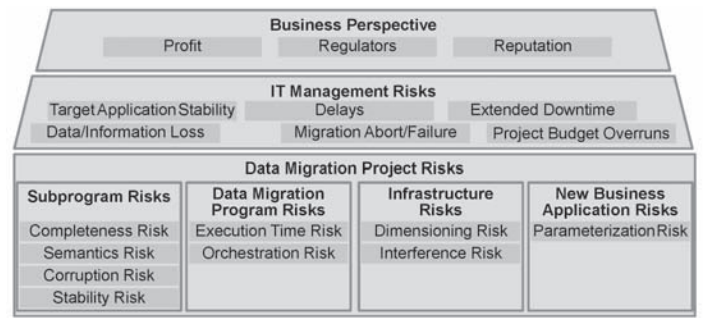 Business Perspective
Profit Regulators Reputation
IT Management Risks
Target Application Stability Delays Extended Downtime
Data/Information Loss Migration Abort/Failure Project Budget Overruns
Data Migration Project Risks
Subprogram Risks
Completeness Risk
Semantics Risk
Corruption Risk
Stability Risk
Data Migration
Program Risks
Execution Time Risk
Orchestration Risk
Infrastructure
Risks
Dimensioning Risk
Interference Risk
New Business
Application Risks
Parameterization Risk